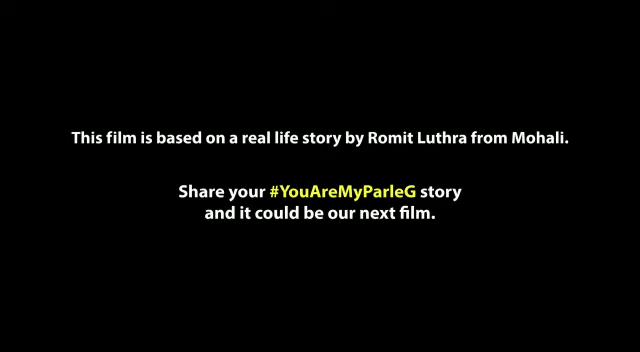 This film is based on a real life story by Romit Luthra from Mohali.
Share your #YouAreMyParleG story
and it could be our next film.